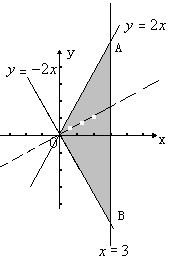 y = 2x
y
A
y = −2x
O
x
B
x = 3